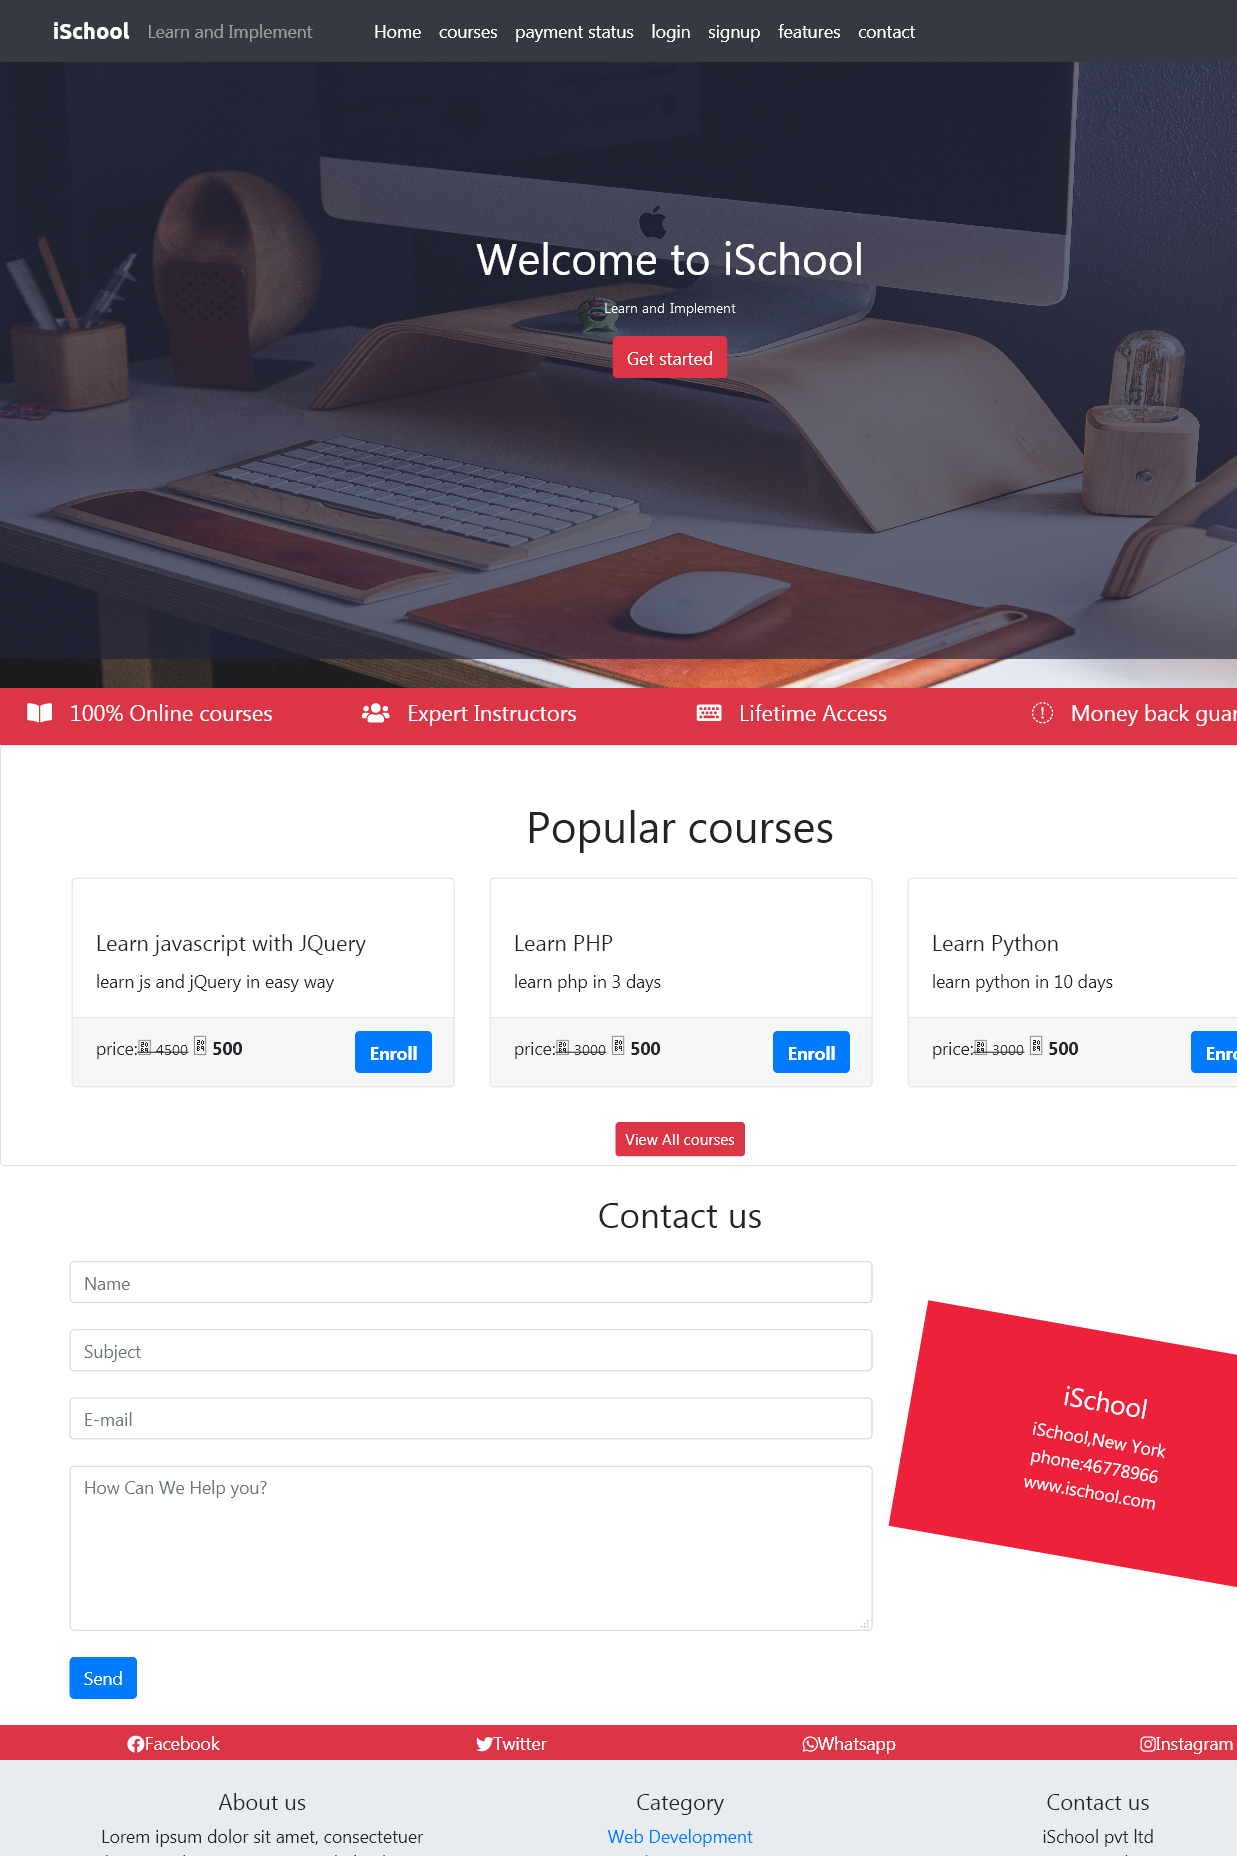 iSchool Learn and Implement Home courses payment status login signup features contact
Welcome to iSchool
Learn and Implement
Get started
100% Online courses Expert Instructors Lifetime Access Money back
Popular courses
Learn javascript with JQuery
learn js and jQuery in easy way
price: 4500 500 Enroll
Learn PHP
learn php in 3 days
price: 3000 500 Enroll
Learn Python
learn python in 10 days
price: 3000 500
View All courses
Contact us
Name
Subject
E-mail
How Can We Help you?
Send
iSchool
iSchool,New York
phone:46778966
www.ischool.com
Facebook Twitter Whatsapp Instagram
About us
Lorem ipsum dolor sit amet, consectetuer
Category
Web Development
Contact us
iSchool pvt ltd